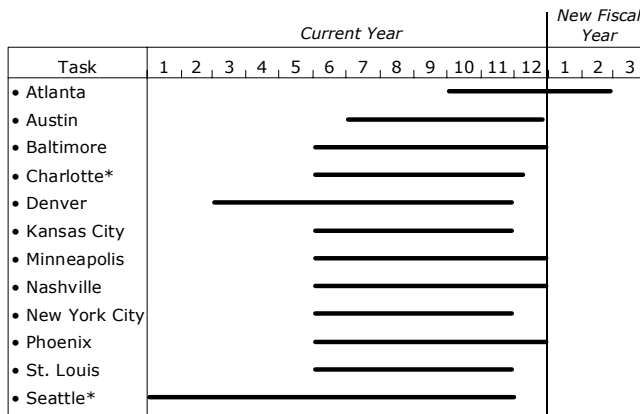 Current Year
New Fiscal
Year
Task 1 2 3 4 5 6 7 8 9 10 11 12 1 2 3
• Atlanta
• Austin
• Baltimore
• Charlotte*
• Denver
• Kansas City
• Minneapolis
• Nashville
• New York City
• Phoenix
• St. Louis
• Seattle*